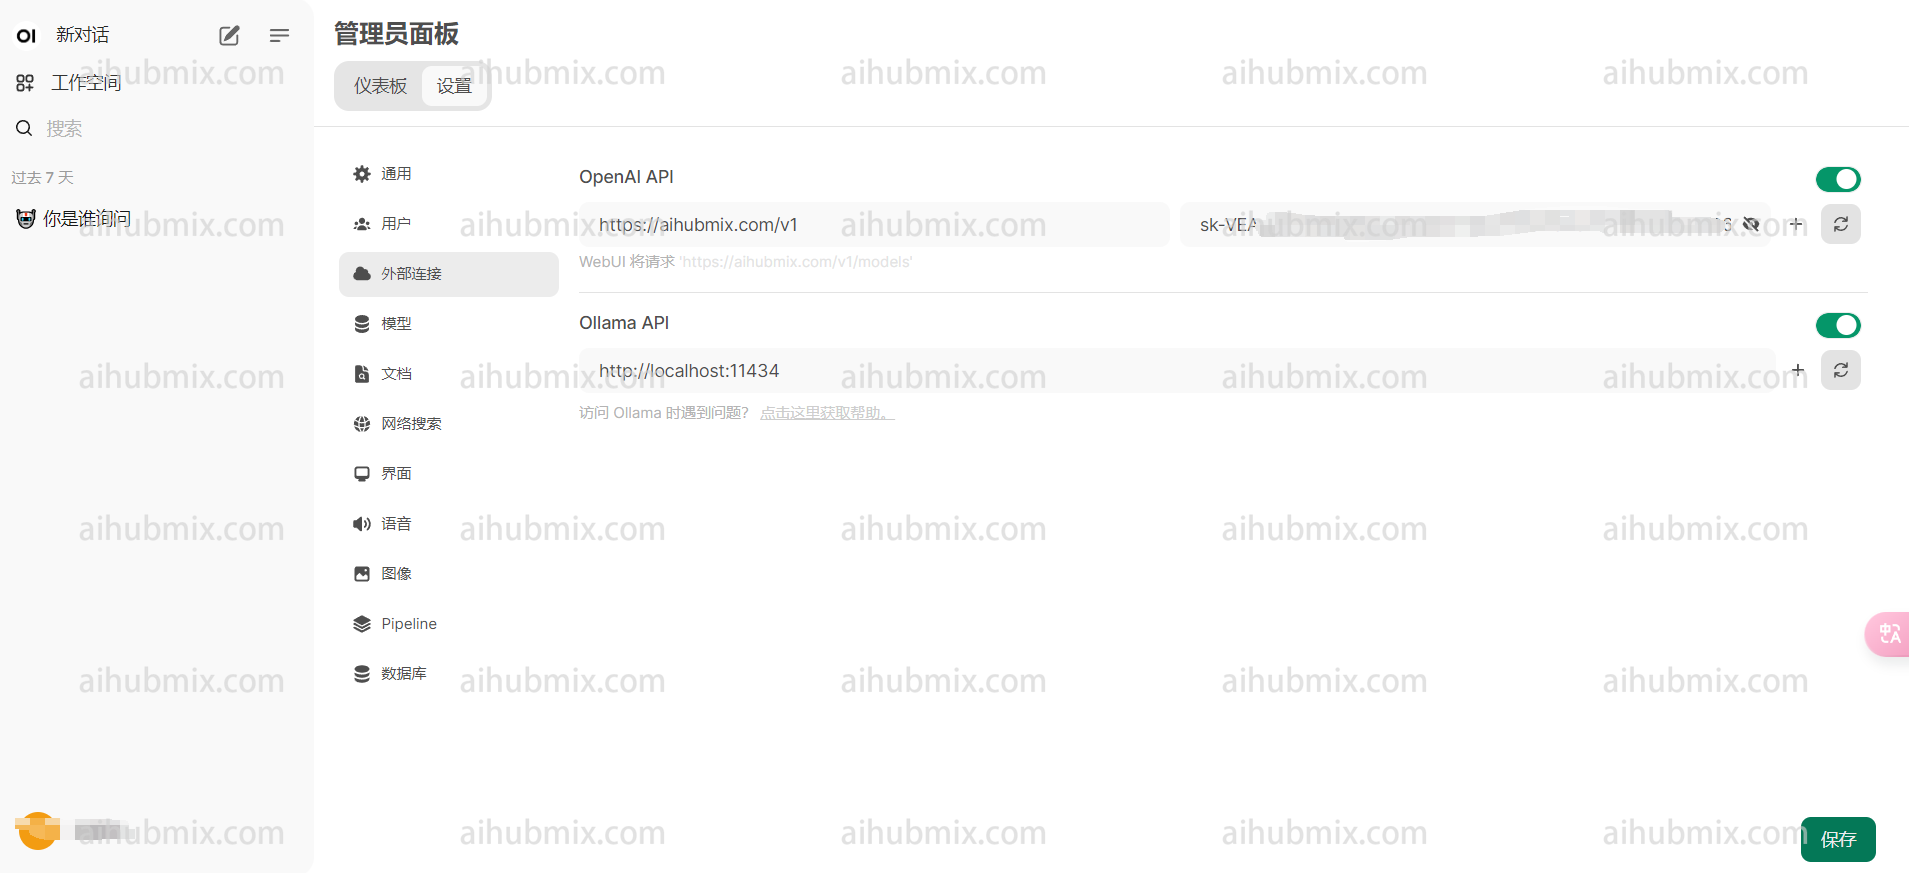 OI 新对话
工作空间
搜索
过去 7 天
你是谁询问
管理员面板
仪表板 设置
通用
用户
外部连接
模型
文档
网络搜索
界面
语音
图像
Pipeline
数据库
OpenAI API
https://aihubmix.com/v1 sk-VEA 6
WebUI 将请求 'https://aihubmix.com/v1/models'
Ollama API
http://localhost:11434
访问 Ollama 时遇到问题? 点击这里获取帮助。
中A
保存
aihubmix.com aihubmix.com aihubmix.com aihubmix.com aihubmix.com
aihubmix.com aihubmix.com aihubmix.com aihubmix.com aihubmix.com
aihubmix.com aihubmix.com aihubmix.com aihubmix.com aihubmix.com
aihubmix.com aihubmix.com aihubmix.com aihubmix.com aihubmix.com
aihubmix.com aihubmix.com aihubmix.com aihubmix.com aihubmix.com
aihubmix.com aihubmix.com aihubmix.com aihubmix.com aihubmix.com